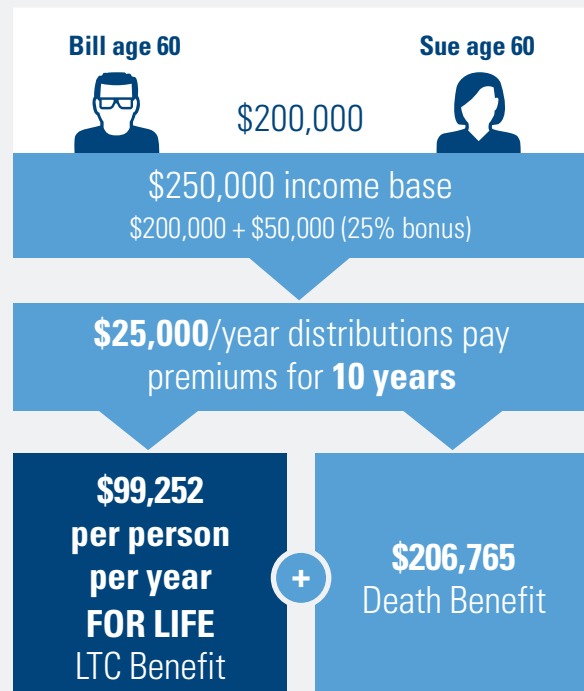 Bill age 60
Sue age 60
$200,000
$250,000 income base
$200,000 + $50,000 (25% bonus)
$25,000/year distributions pay
premiums for 10 years
$99,252
per person
per year
FOR LIFE
LTC Benefit
+
$206,765
Death Benefit